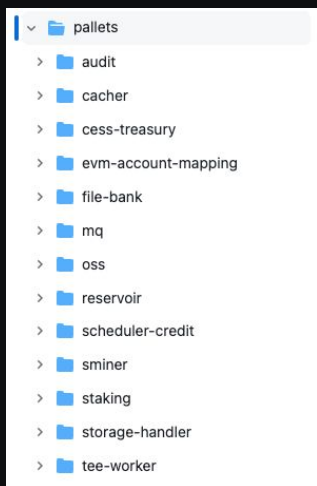 pallets
audit
cacher
cess-treasury
evm-account-mapping
file-bank
mq
oss
reservoir
scheduler-credit
sminer
staking
storage-handler
tee-worker